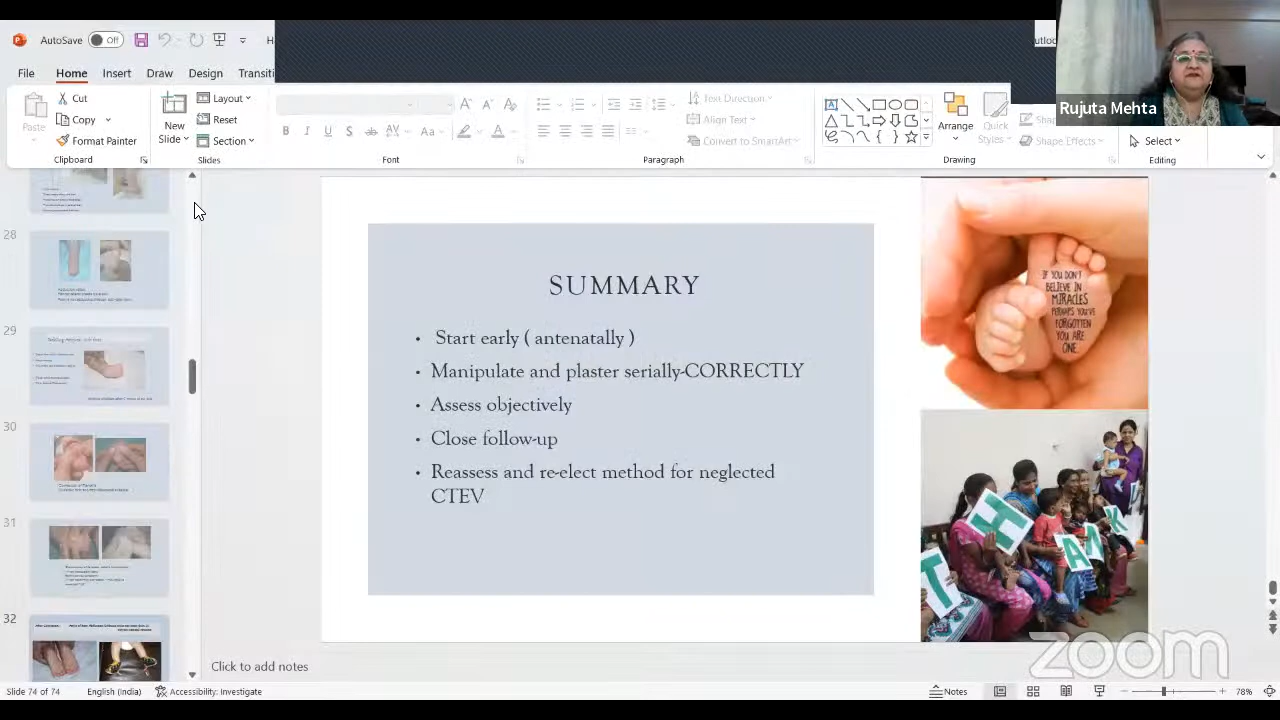 AutoSave Off
utloc
File Home Insert Draw Design Transiti
Rujuta Mehta
Paste
Cut
Copy
Format Painter
Clipboard
New
Slide
Layout
Reset
Section
Slides
B I U S ab AV Aa A
Font
Text Direction
Align Text
Convert to SmartArt
Paragraph
Arrange
Quick
Styles
Shape Effects
Drawing
Select
Editing
28
29
30
31
32
SUMMARY
• Start early ( antenatally )
• Manipulate and plaster serially-CORRECTLY
• Assess objectively
• Close follow-up
• Reassess and re-elect method for neglected
CTEV
IF YOU DON'T
BELIEVE IN
MIRACLES
PERHAPS YOU'VE
FORGOTTEN
YOU ARE
ONE.
T H A N K U
zoom
Click to add notes
Slide 74 of 74 English (India) Accessibility: Investigate Notes 78%